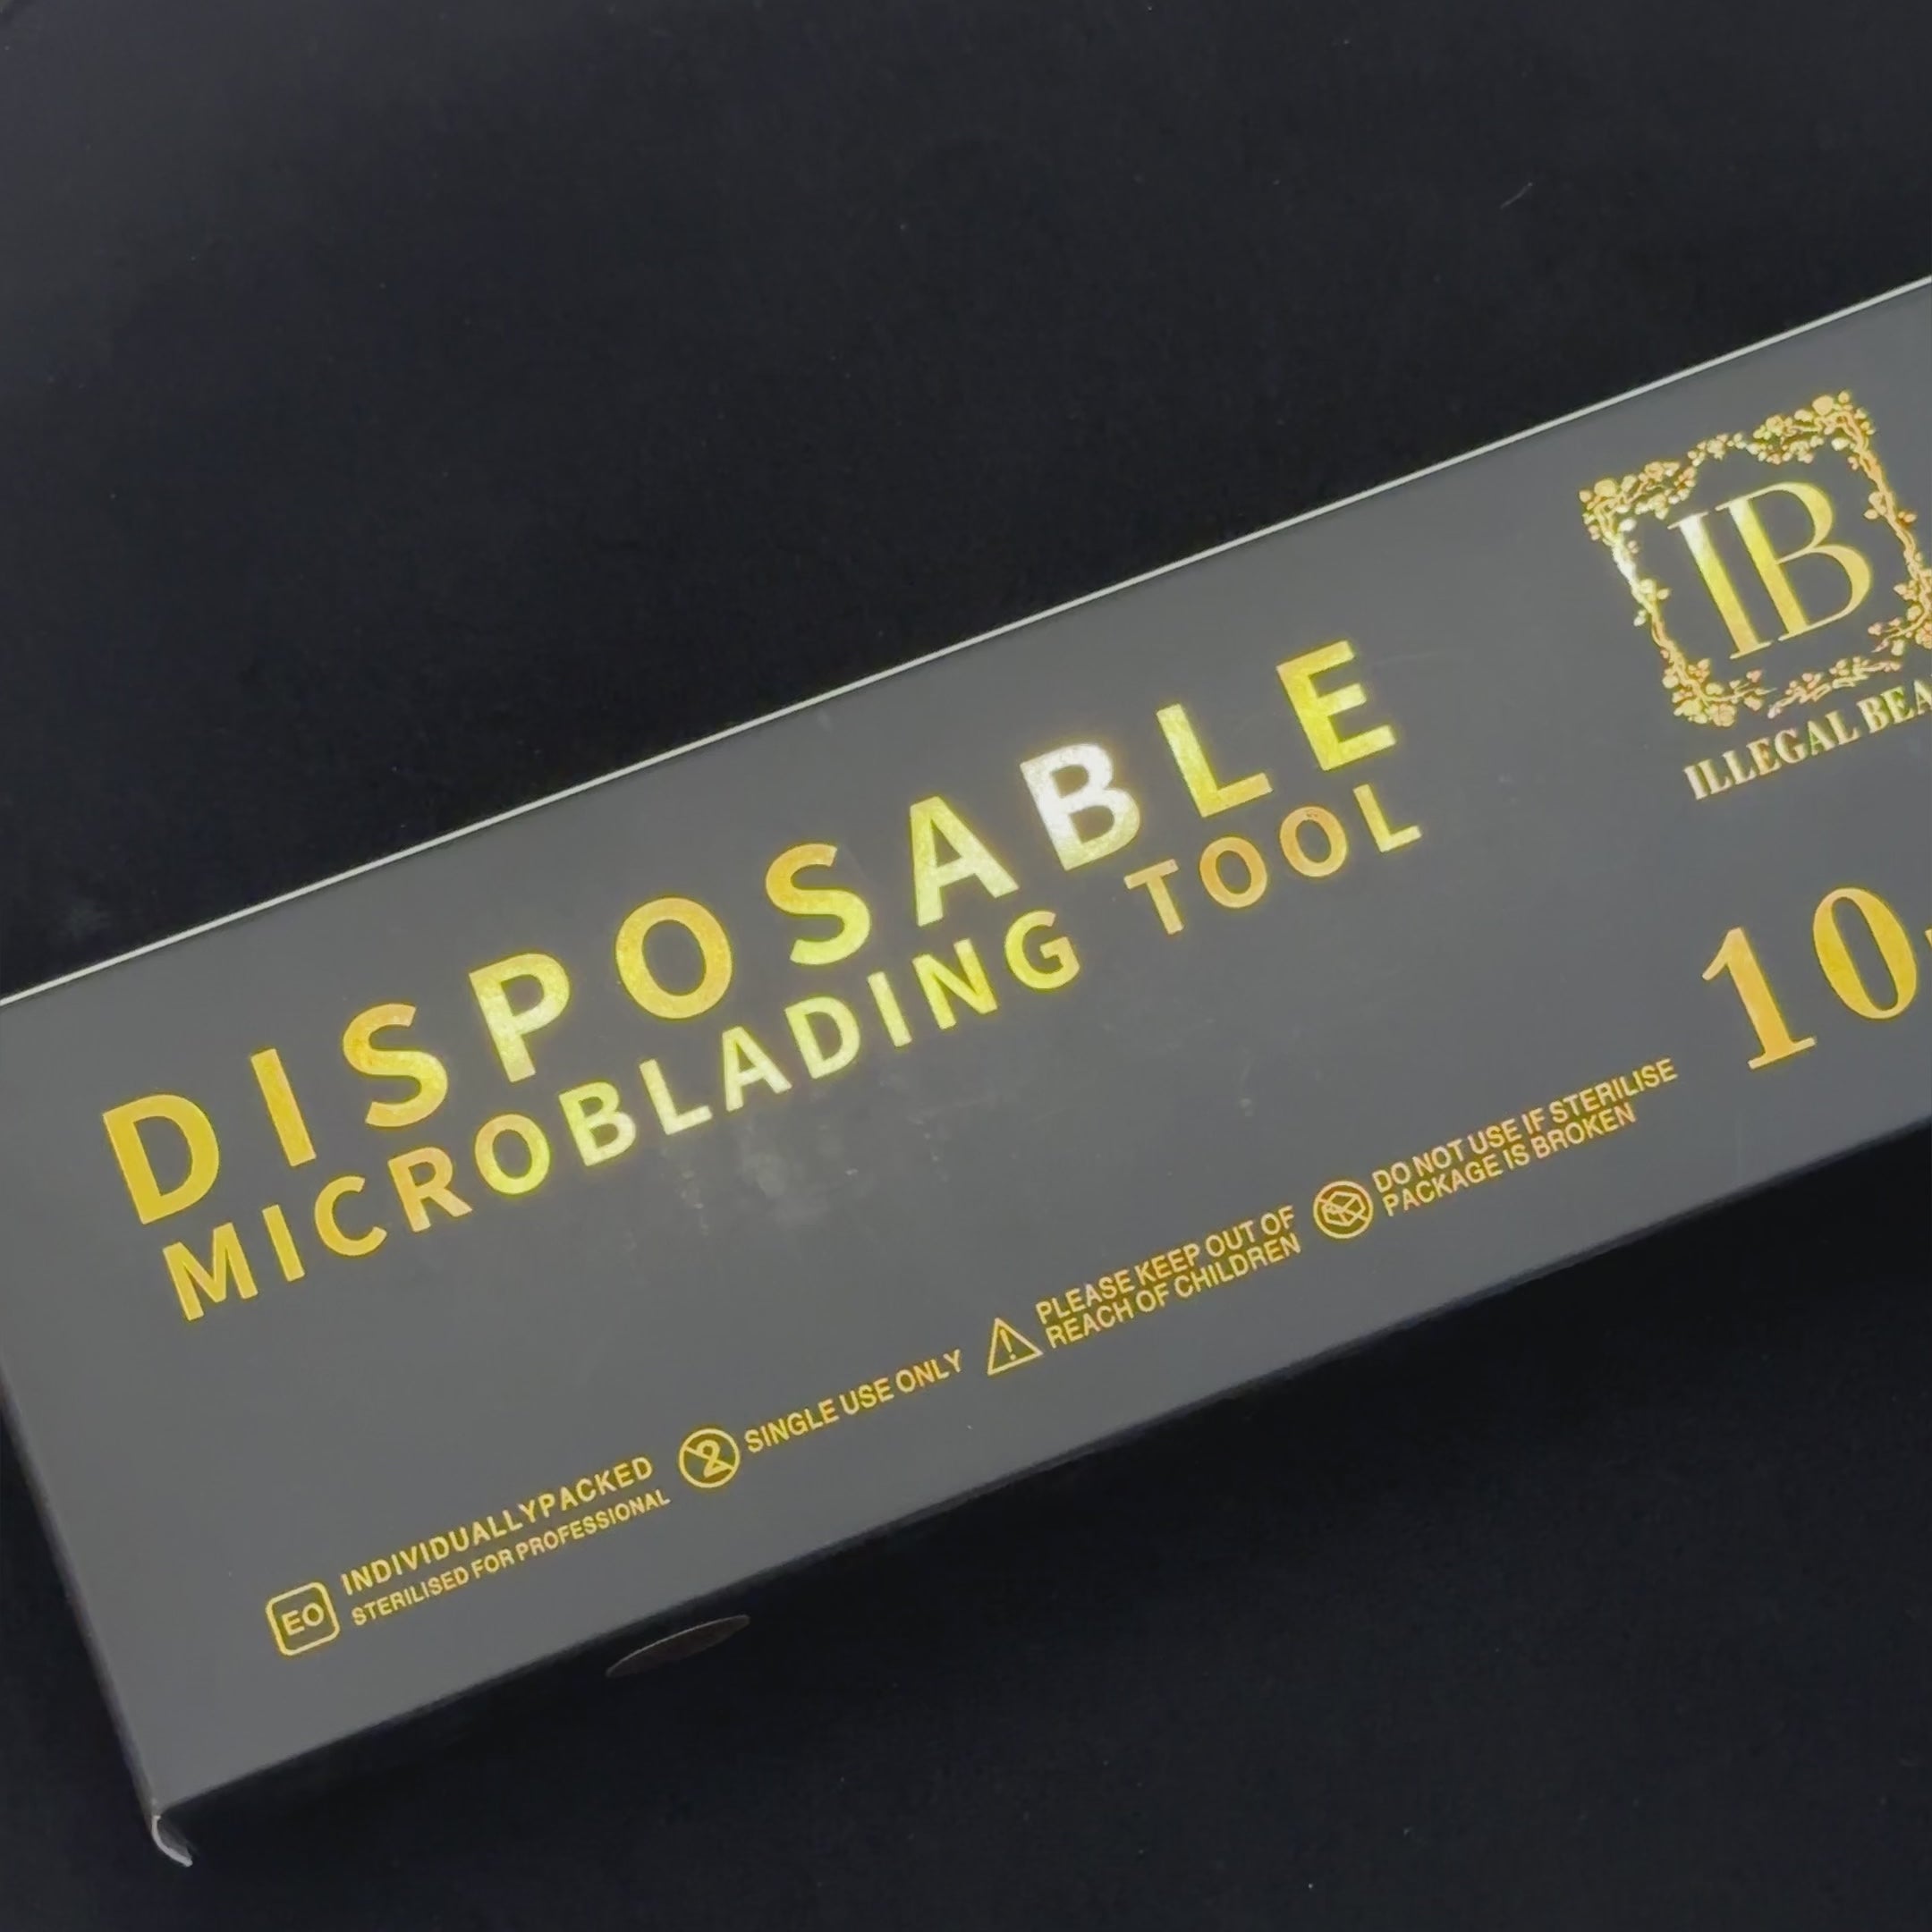 DISPOSABLE
MICROBLADING TOOL
IB
ILLEGAL
10
EO
INDIVIDUALLYPACKED
STERILISED FOR PROFESSIONAL
2
SINGLE USE ONLY
PLEASE KEEP OUT OF
REACH OF CHILDREN
DO NOT USE IF STERILISE
PACKAGE IS BROKEN